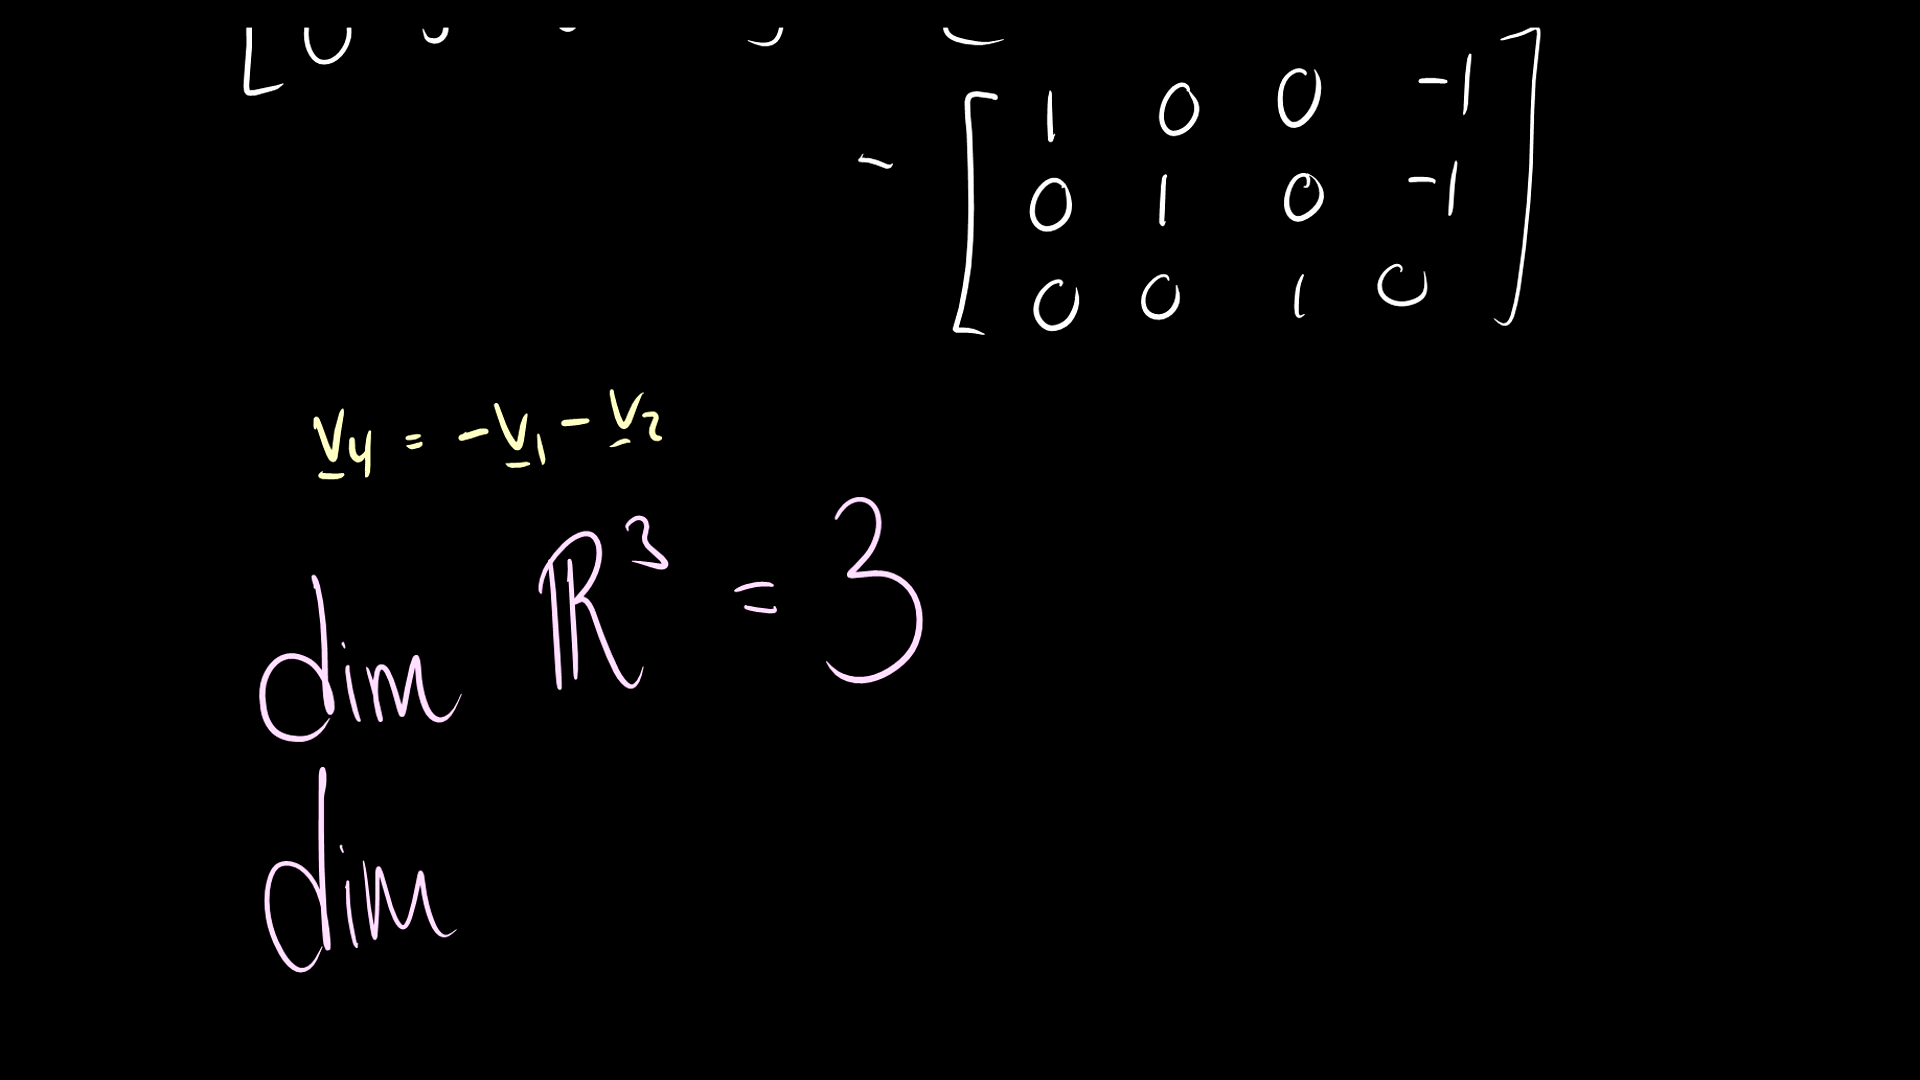 1 0 0 -1
~ 0 1 0 -1
0 0 1 0
v4 = -v1 - v2
dim ℝ³ = 3
dim